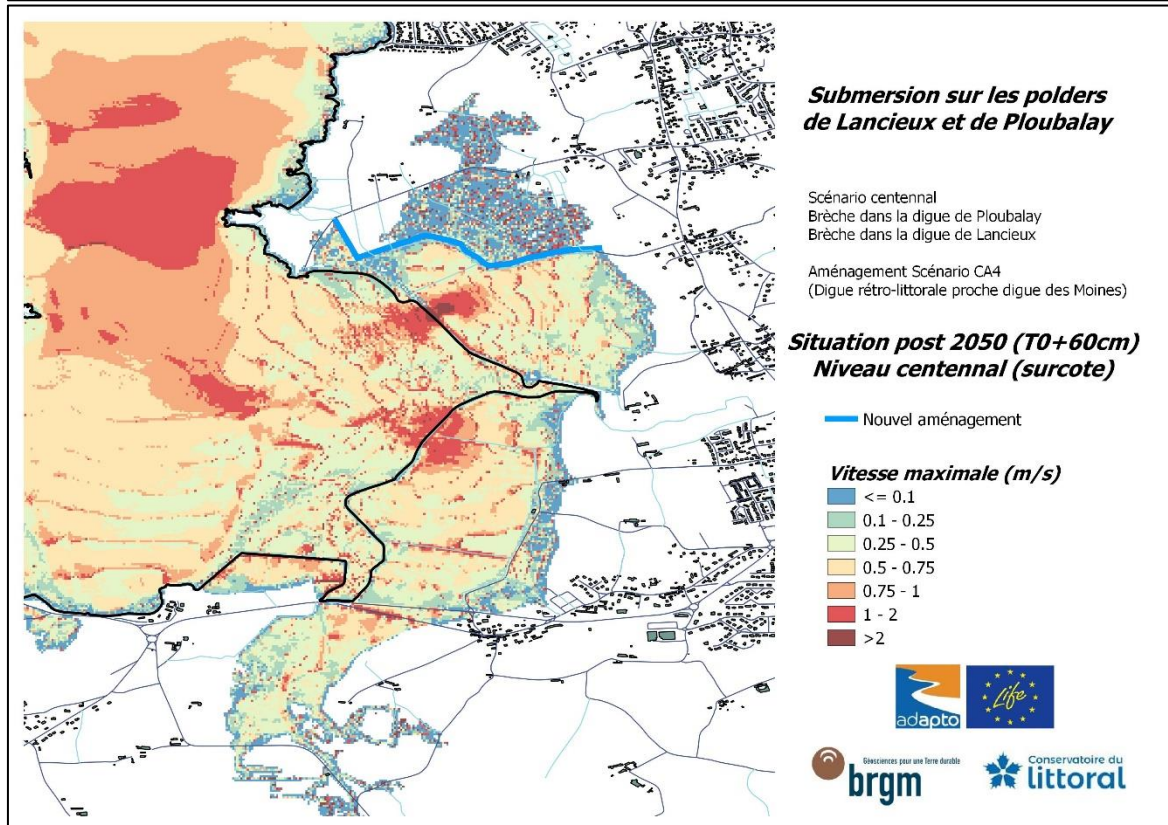 Submersion sur les polders
de Lancieux et de Ploubalay
Scénario centennal
Brèche dans la digue de Ploubalay
Brèche dans la digue de Lancieux
Aménagement Scénario CA4
(Digue rétro-littorale proche digue des Moines)
Situation post 2050 (T0+60cm)
Niveau centennal (surcote)
Nouvel aménagement
Vitesse maximale (m/s)
<= 0.1
0.1 - 0.25
0.25 - 0.5
0.5 - 0.75
0.75 - 1
1 - 2
>2
adapto
Life
Géosciences pour une Terre durable
brgm
Conservatoire du
littoral